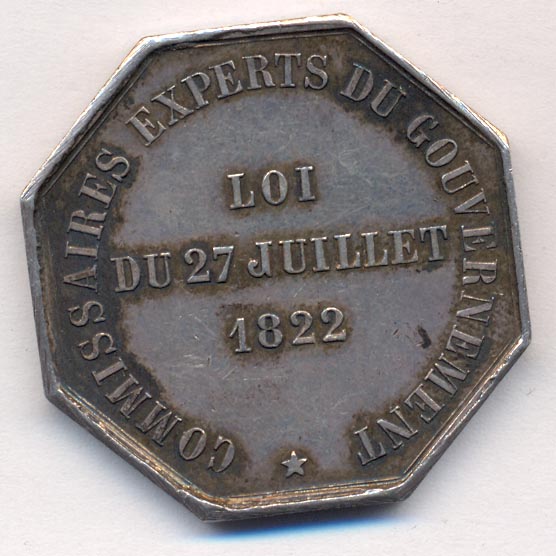 COMMISSAIRES EXPERTS DU GOUVERNEMENT
LOI
DU 27 JUILLET
1822